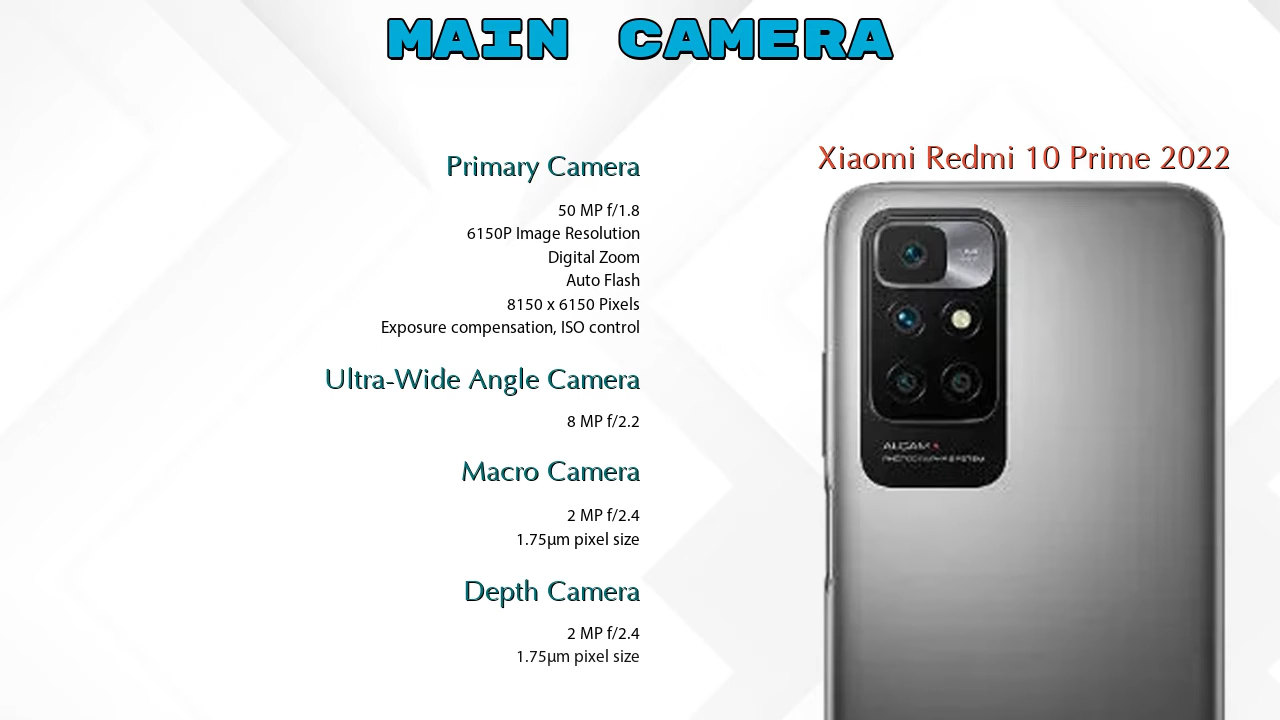 MAIN CAMERA
Xiaomi Redmi 10 Prime 2022
Primary Camera
50 MP f/1.8
6150P Image Resolution
Digital Zoom
Auto Flash
8150 x 6150 Pixels
Exposure compensation, ISO control
Ultra-Wide Angle Camera
8 MP f/2.2
Macro Camera
2 MP f/2.4
1.75µm pixel size
Depth Camera
2 MP f/2.4
1.75µm pixel size